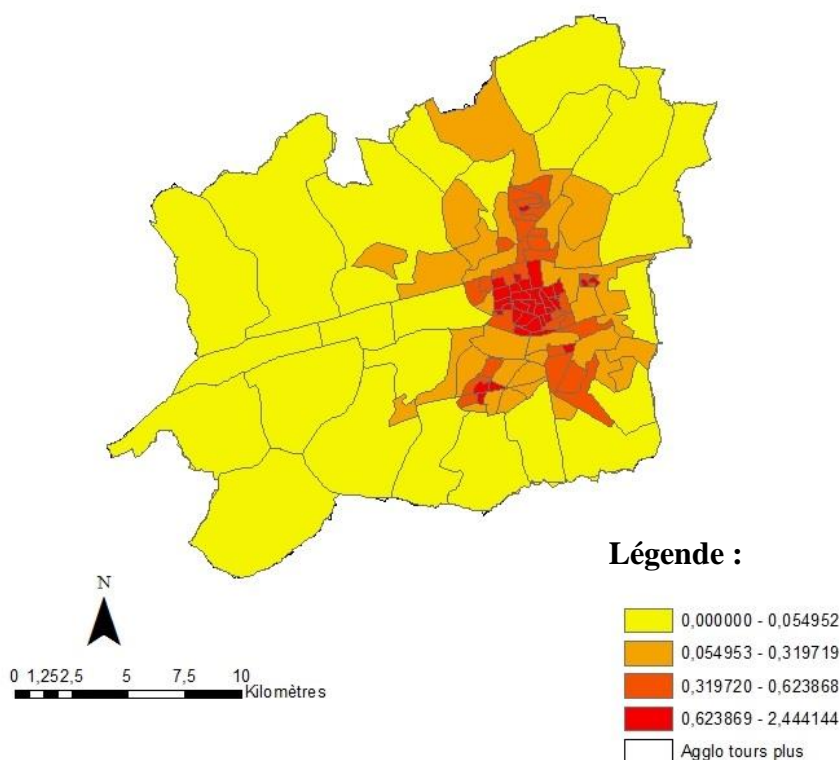 Légende :
N
0 1,25 2,5 5 7,5 10
Kilomètres
0,000000 - 0,054952
0,054953 - 0,319719
0,319720 - 0,623868
0,623869 - 2,444144
Agglo tours plus